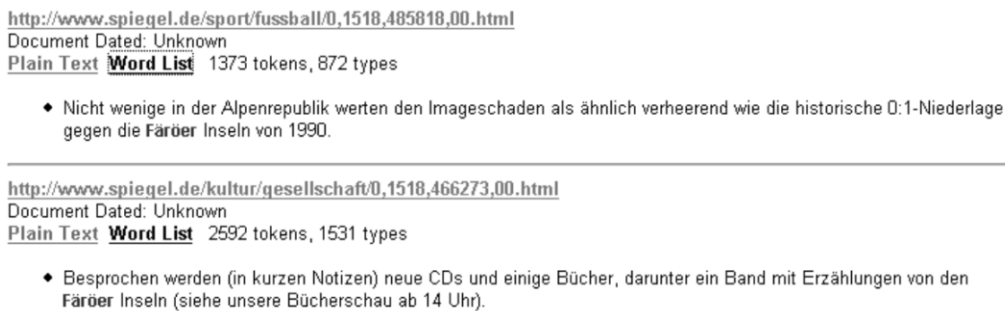 http://www.spiegel.de/sport/fussball/0,1518,485818,00.html
Document Dated: Unknown
Plain Text Word List 1373 tokens, 872 types
◆ Nicht wenige in der Alpenrepublik werten den Imageschaden als ähnlich verheerend wie die historische 0:1-Niederlage
gegen die Färöer Inseln von 1990.
http://www.spiegel.de/kultur/gesellschaft/0,1518,466273,00.html
Document Dated: Unknown
Plain Text Word List 2592 tokens, 1531 types
◆ Besprochen werden (in kurzen Notizen) neue CDs und einige Bücher, darunter ein Band mit Erzählungen von den
Färöer Inseln (siehe unsere Bücherschau ab 14 Uhr).